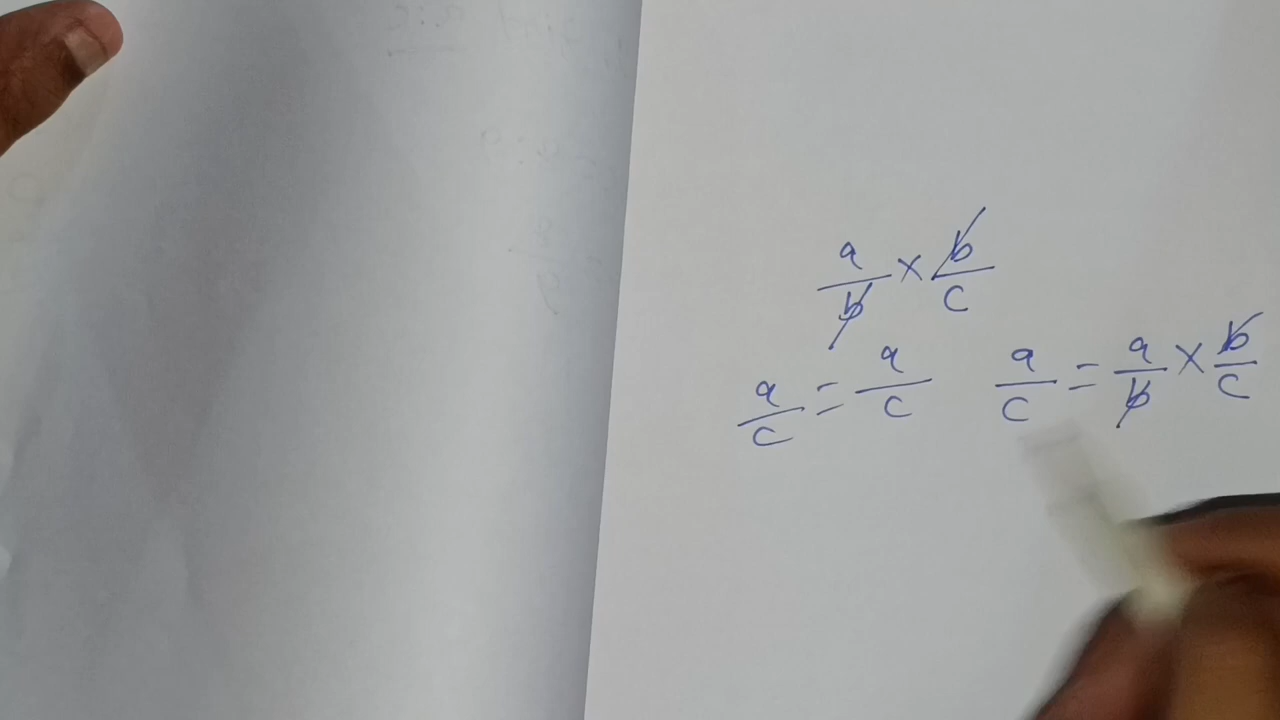 a/b × b/c
a/c = a/c   a/c = a/b × b/c